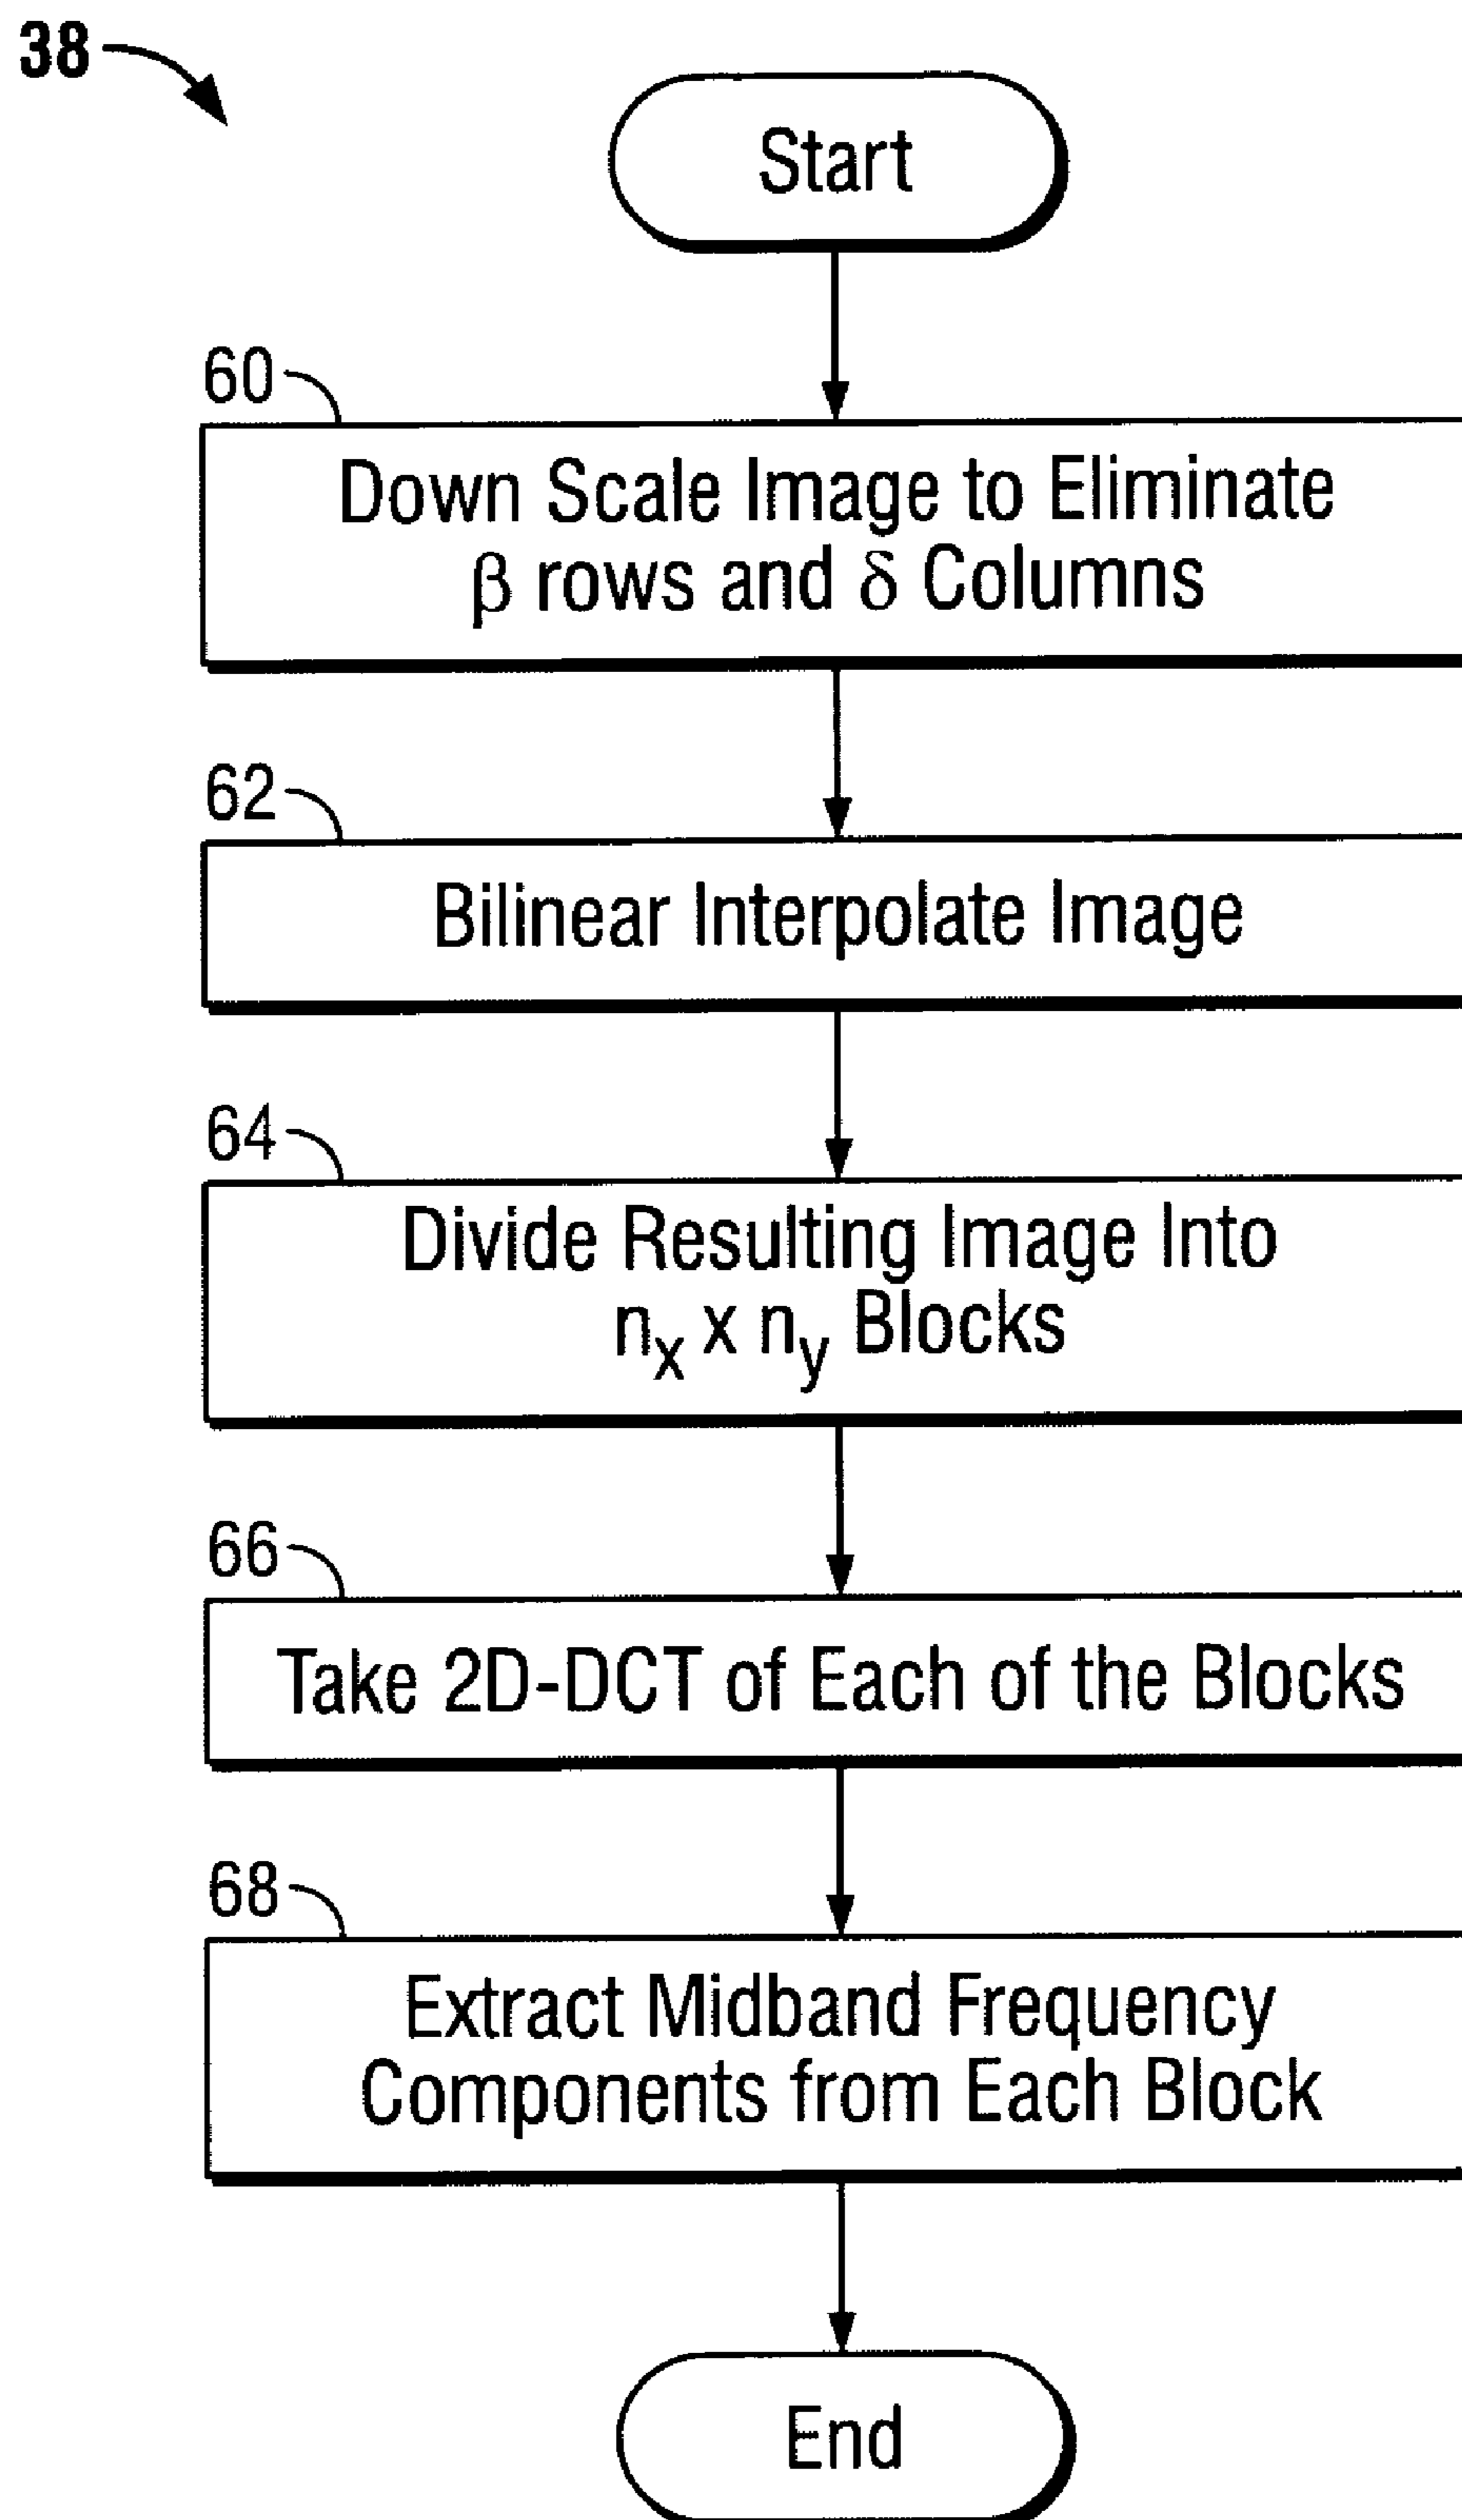 38
Start
60
Down Scale Image to Eliminate
β rows and δ Columns
62
Bilinear Interpolate Image
64
Divide Resulting Image Into
nₓ x n_y Blocks
66
Take 2D-DCT of Each of the Blocks
68
Extract Midband Frequency
Components from Each Block
End